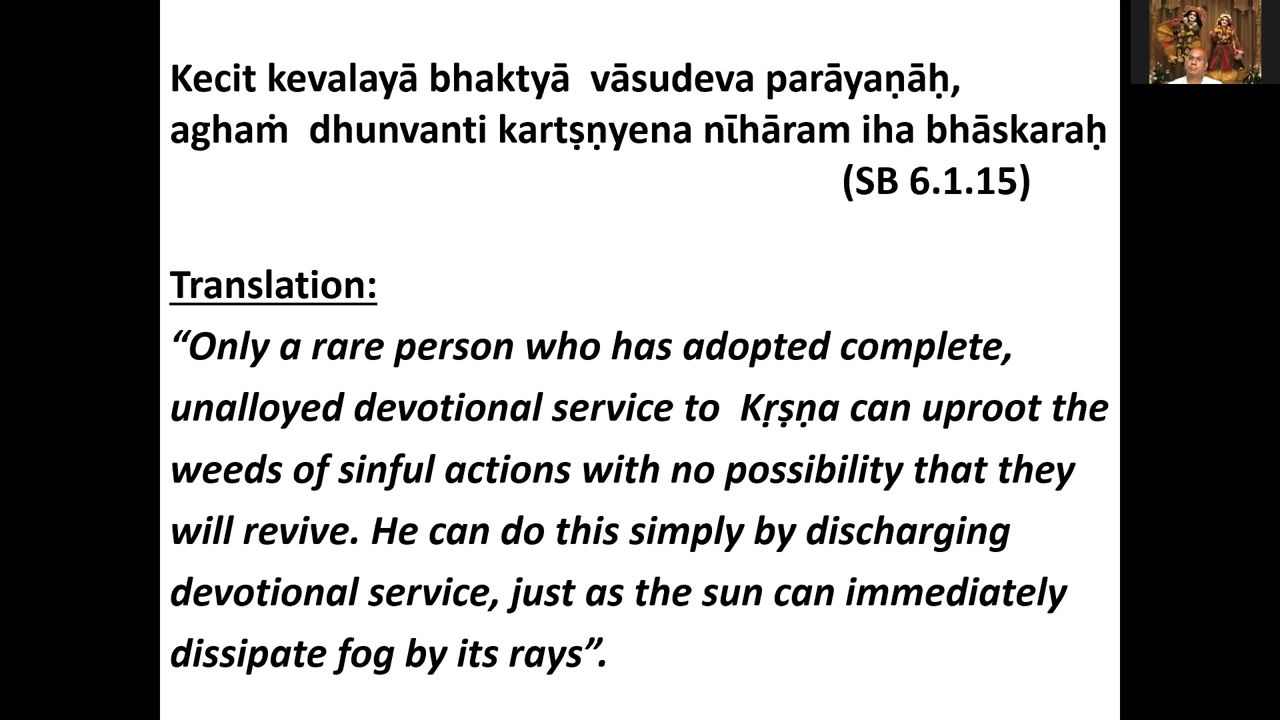 Kecit kevalayā bhaktyā vāsudeva parāyaṇāḥ,
aghaṁ dhunvanti kartṣṇyena nῑhāram iha bhāskaraḥ
(SB 6.1.15)
Translation:
“Only a rare person who has adopted complete,
unalloyed devotional service to Kṛṣṇa can uproot the
weeds of sinful actions with no possibility that they
will revive. He can do this simply by discharging
devotional service, just as the sun can immediately
dissipate fog by its rays”.